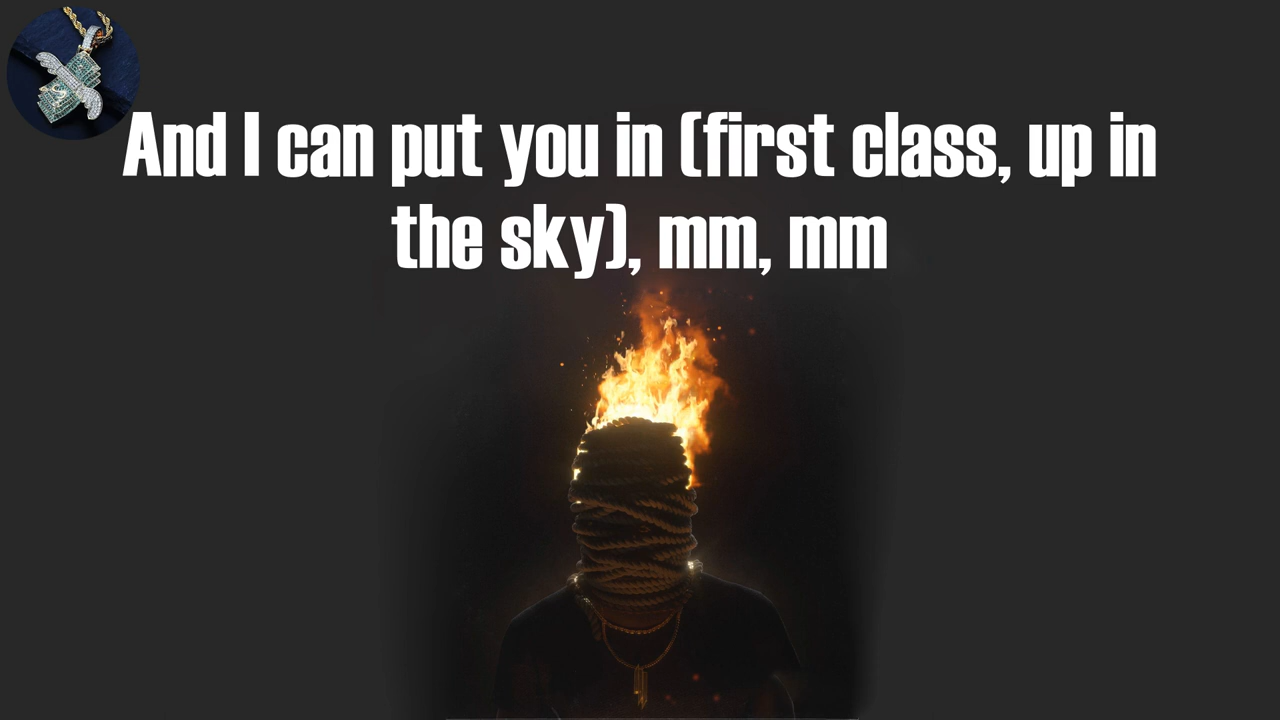 And I can put you in (first class, up in
the sky), mm, mm